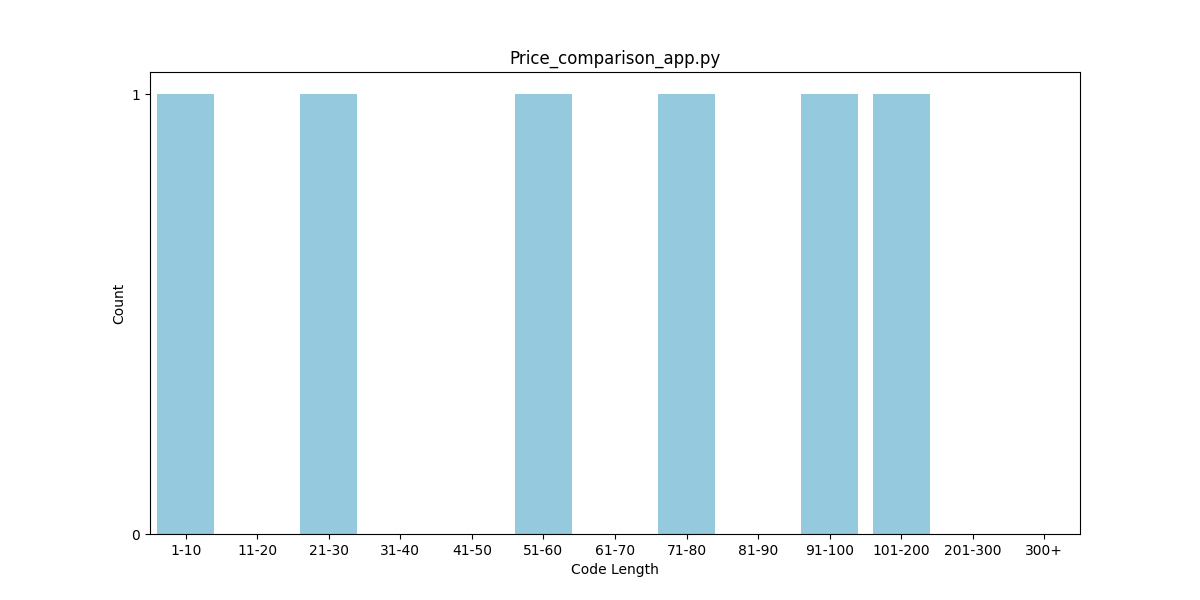 Price_comparison_app.py
1
Count
0
1-10 11-20 21-30 31-40 41-50 51-60 61-70 71-80 81-90 91-100 101-200 201-300 300+
Code Length